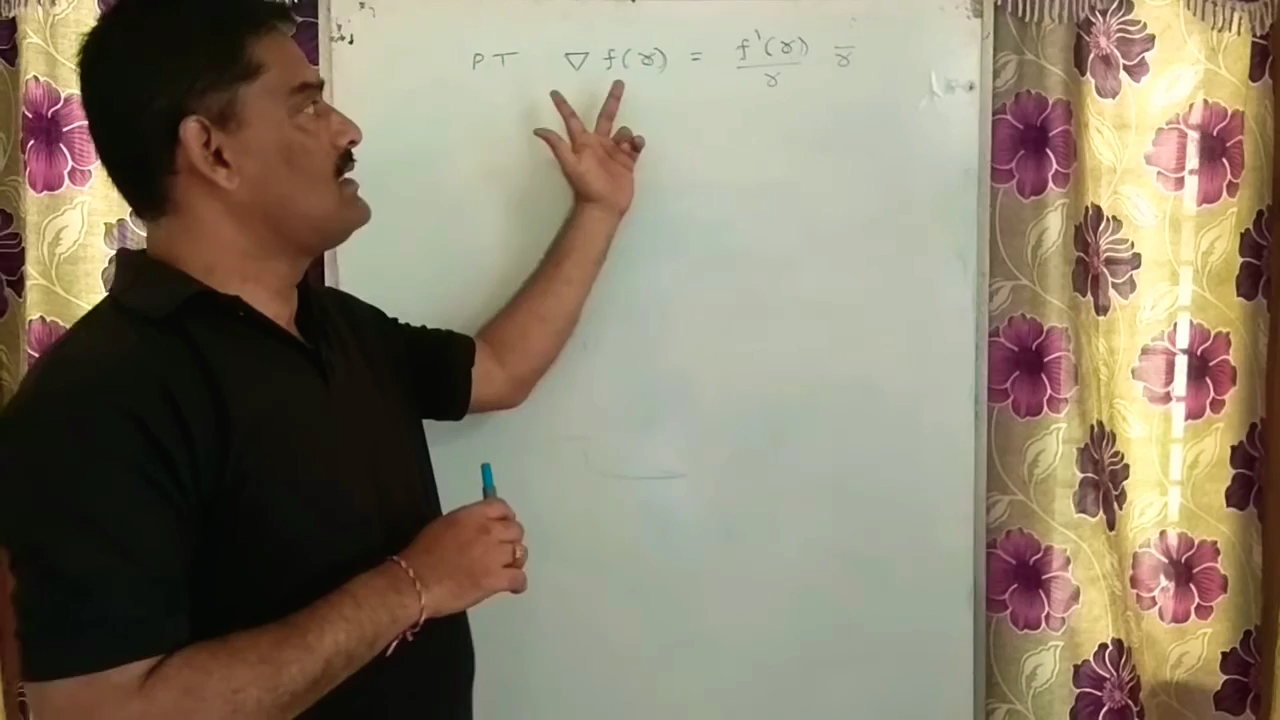 PT ∇ f(r) = f'(r)/r r̄